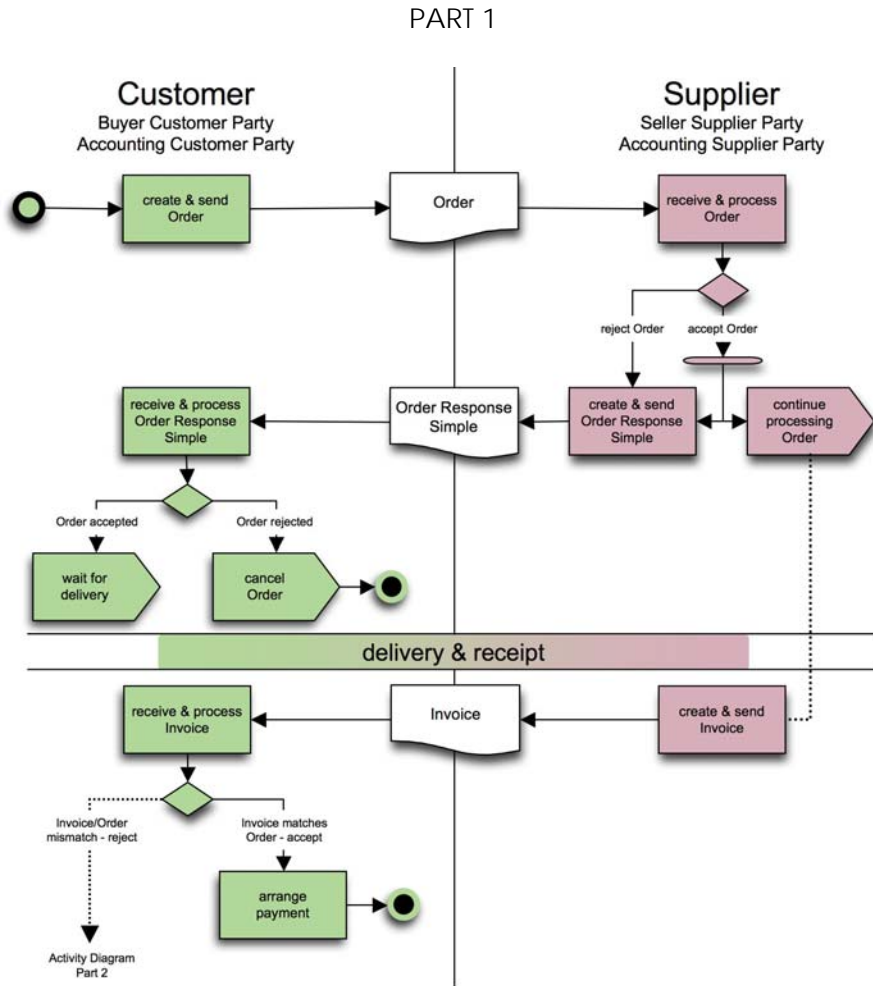 PART 1
Customer
Buyer Customer Party
Accounting Customer Party
Supplier
Seller Supplier Party
Accounting Supplier Party
create & send
Order
Order
receive & process
Order
reject Order
accept Order
receive & process
Order Response
Simple
Order Response
Simple
create & send
Order Response
Simple
continue
processing
Order
Order accepted
Order rejected
wait for
delivery
cancel
Order
delivery & receipt
receive & process
Invoice
Invoice
create & send
Invoice
Invoice/Order
mismatch - reject
Invoice matches
Order - accept
arrange
payment
Activity Diagram
Part 2